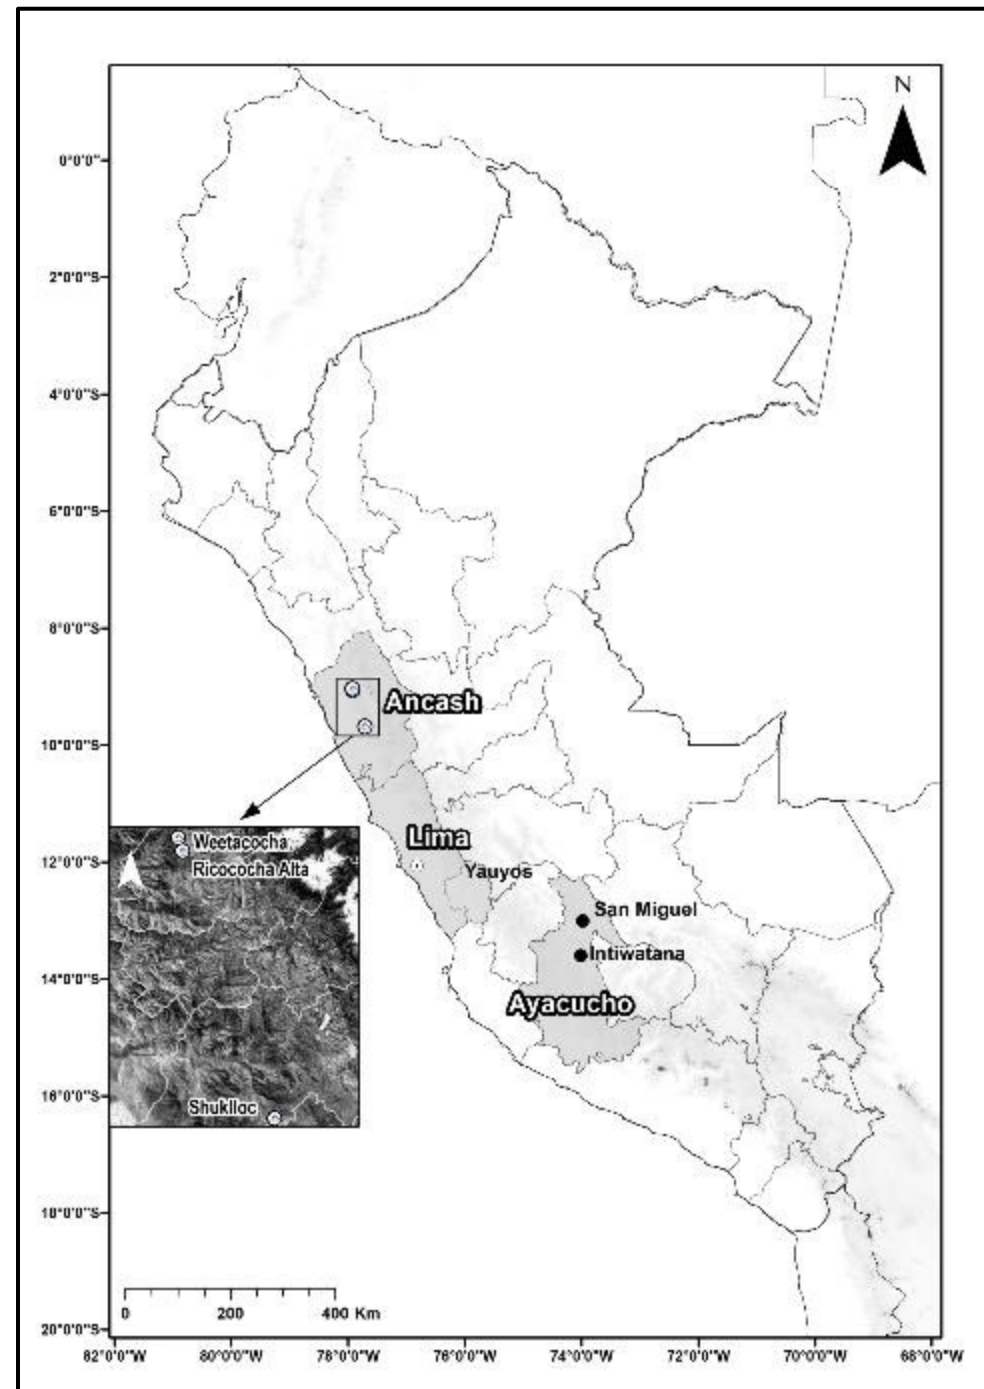 N
0°0'0"
2°0'0"S
4°0'0"S
6°0'0"S
8°0'0"S
Ancash
10°0'0"S
Lima
Weetacocha
Ricococha Alta
12°0'0"S
Yauyos
San Miguel
Intiwatana
14°0'0"S
Ayacucho
16°0'0"S
Shuklloc
18°0'0"S
0 200 400 Km
20°0'0"S
82°0'0"W 80°0'0"W 78°0'0"W 76°0'0"W 74°0'0"W 72°0'0"W 70°0'0"W 68°0'0"W